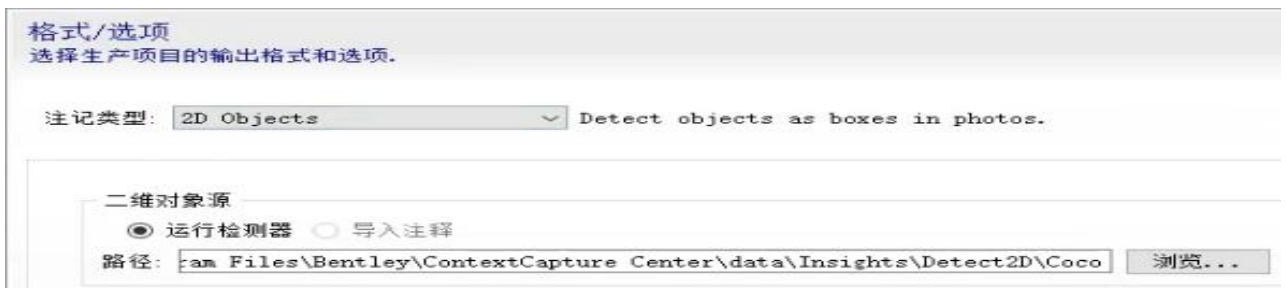 格式/选项
选择生产项目的输出格式和选项.
注记类型: 2D Objects Detect objects as boxes in photos.
二维对象源
运行检测器 导入注释
路径: ram Files\Bentley\ContextCapture Center\data\Insights\Detect2D\Coco 浏览...